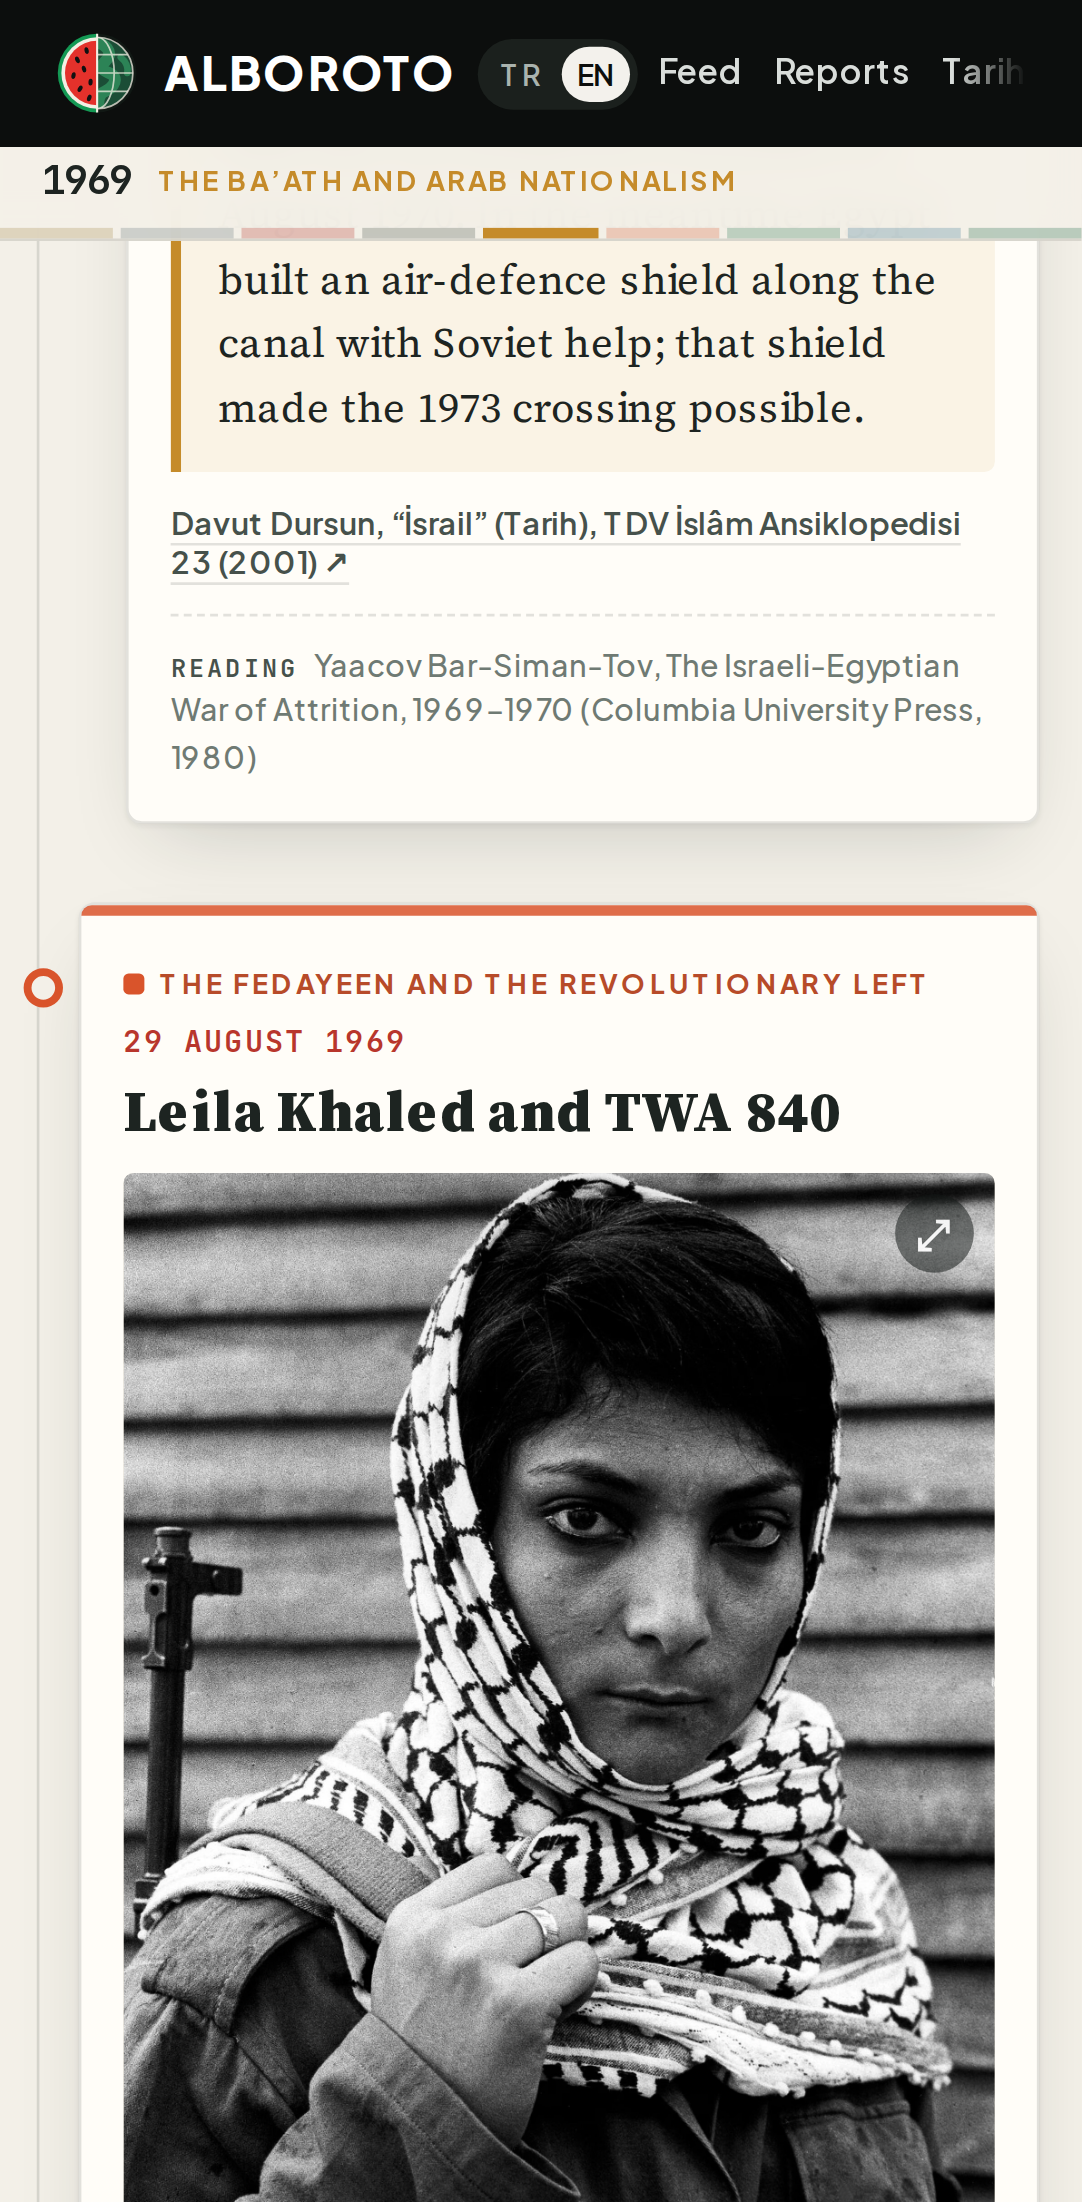 ALBOROTO
TR EN
Feed Reports Tarih
1969 THE BA’ATH AND ARAB NATIONALISM
built an air-defence shield along the
canal with Soviet help; that shield
made the 1973 crossing possible.
Davut Dursun, “İsrail” (Tarih), TDV İslâm Ansiklopedisi
23 (2001) ↗
READING Yaacov Bar-Siman-Tov, The Israeli-Egyptian
War of Attrition, 1969–1970 (Columbia University Press,
1980)
THE FEDAYEEN AND THE REVOLUTIONARY LEFT
29 AUGUST 1969
Leila Khaled and TWA 840